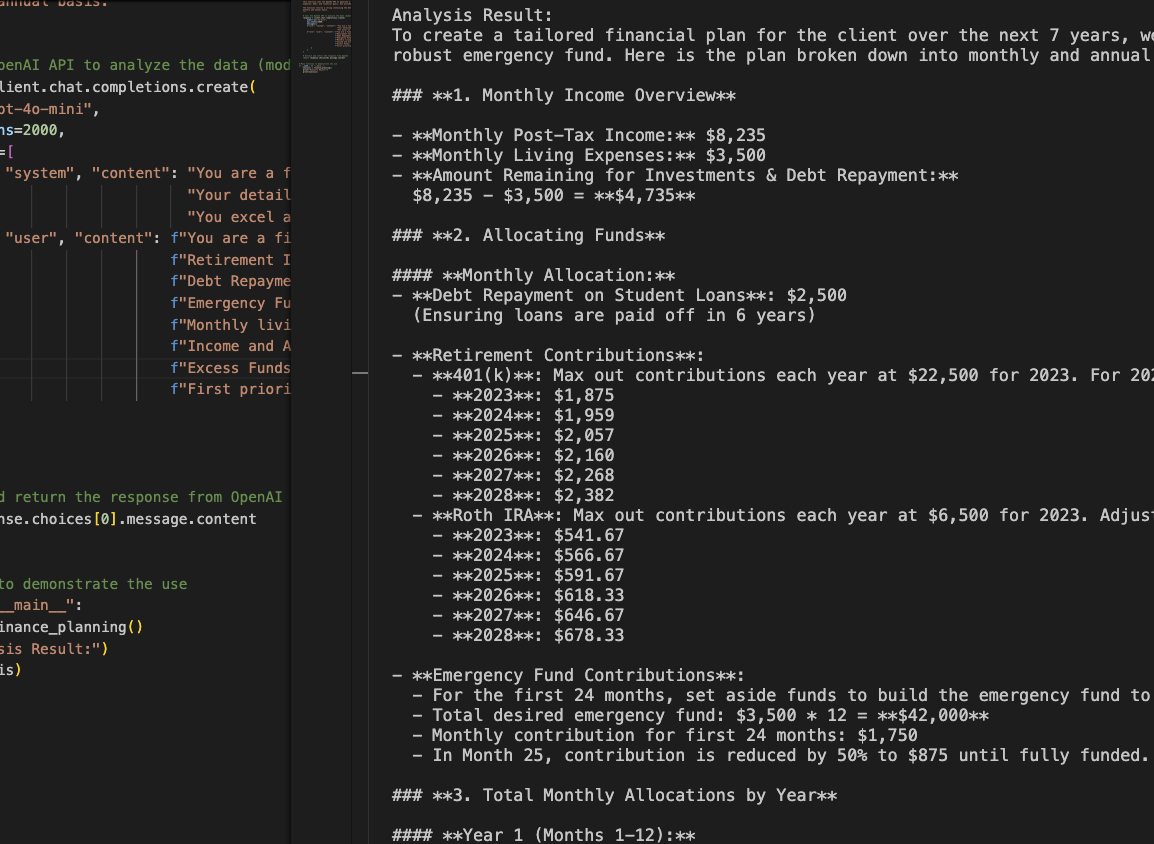 annual basis.
penAI API to analyze the data (mod
lient.chat.completions.create(
pt-4o-mini",
ns=2000,
=[
"system", "content": "You are a f
"Your detail
"You excel a
"user", "content": f"You are a fi
f"Retirement I
f"Debt Repayme
f"Emergency Fu
f"Monthly livi
f"Income and A
f"Excess Funds
f"First priori
d return the response from OpenAI
nse.choices[0].message.content
to demonstrate the use
__main__":
inance_planning()
sis Result:")
is)
Analysis Result:
To create a tailored financial plan for the client over the next 7 years, we
robust emergency fund. Here is the plan broken down into monthly and annual
### **1. Monthly Income Overview**
- **Monthly Post-Tax Income:** $8,235
- **Monthly Living Expenses:** $3,500
- **Amount Remaining for Investments & Debt Repayment:**
$8,235 - $3,500 = **$4,735**
### **2. Allocating Funds**
#### **Monthly Allocation:**
- **Debt Repayment on Student Loans**: $2,500
(Ensuring loans are paid off in 6 years)
- **Retirement Contributions**:
- **401(k)**: Max out contributions each year at $22,500 for 2023. For 202
- **2023**: $1,875
- **2024**: $1,959
- **2025**: $2,057
- **2026**: $2,160
- **2027**: $2,268
- **2028**: $2,382
- **Roth IRA**: Max out contributions each year at $6,500 for 2023. Adjust
- **2023**: $541.67
- **2024**: $566.67
- **2025**: $591.67
- **2026**: $618.33
- **2027**: $646.67
- **2028**: $678.33
- **Emergency Fund Contributions**:
- For the first 24 months, set aside funds to build the emergency fund to
- Total desired emergency fund: $3,500 * 12 = **$42,000**
- Monthly contribution for first 24 months: $1,750
- In Month 25, contribution is reduced by 50% to $875 until fully funded.
### **3. Total Monthly Allocations by Year**
#### **Year 1 (Months 1-12):**